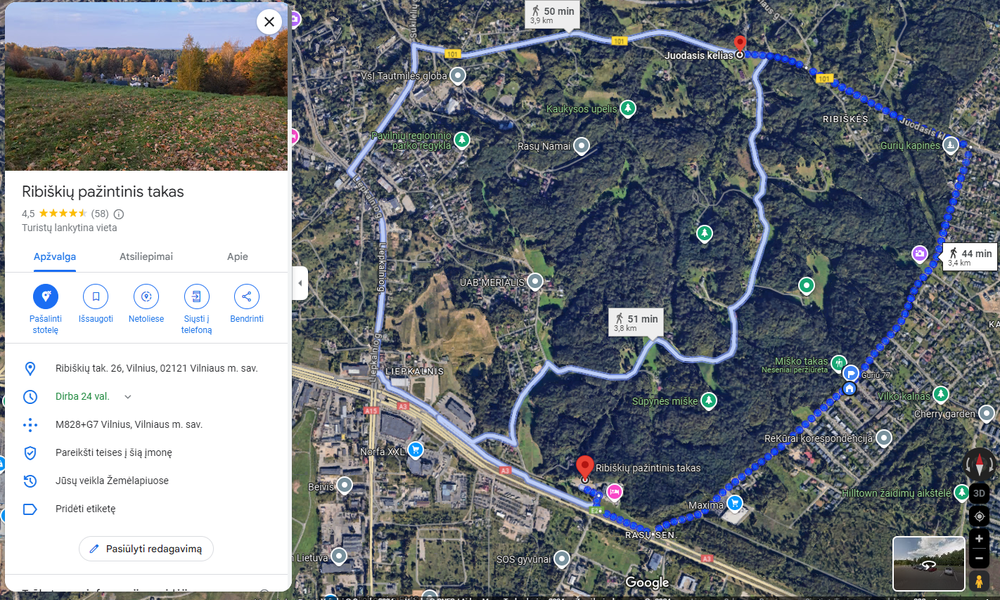 Ribiškių pažintinis takas
4,5
(58)
Turistų lankytina vieta
Apžvalga
Atsiliepimai
Apie
Pašalinti stotelę
Išsaugoti
Netoliese
Siųsti į telefoną
Bendrinti
Ribiškių tak. 26, Vilnius, 02121 Vilniaus m. sav.
Dirba 24 val.
M828+G7 Vilnius, Vilniaus m. sav.
Pareikšti teises į šią įmonę
Jūsų veikla Žemėlapiuose
Pridėti etiketę
Pasiūlyti redagavimą
50 min
3,9 km
101
101
Juodasis kelias
101
VšĮ Tautmilės globa
Kaukysos upelis
RIBIŠKĖS
Juodasis kl
Pavilnių regioninio
parko regykla
Rasų Namai
Gurių kapinės
Liepkalnio g.
Liepkalnio g.
44 min
3,4 km
UAB MERIALIS
51 min
3,8 km
Liepkalnio g.
LIEPKALNIS
Miško takas
Neseniai peržiūrėta
Gurių 77
A3
A15
Sūpynės miške
Vilko kalnas
Cherry garden
ReKūrai korespondencija
Norfa XXL
A3
Ribiškių pažintinis takas
Beivis
Hilltown žaidimų aikštelė
3D
Maxima
E28
RASŲ SEN.
A3
n Lietuva
SOS gyvūnai
Google